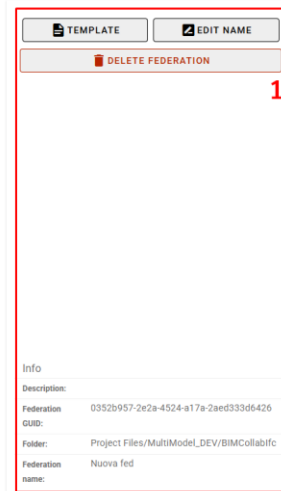 TEMPLATE EDIT NAME
DELETE FEDERATION
1
Info
Description:
Federation GUID: 0352b957-2e2a-4524-a17a-2aed333d6426
Folder: Project Files/MultiModel_DEV/BIMCollabIfc
Federation name: Nuova fed